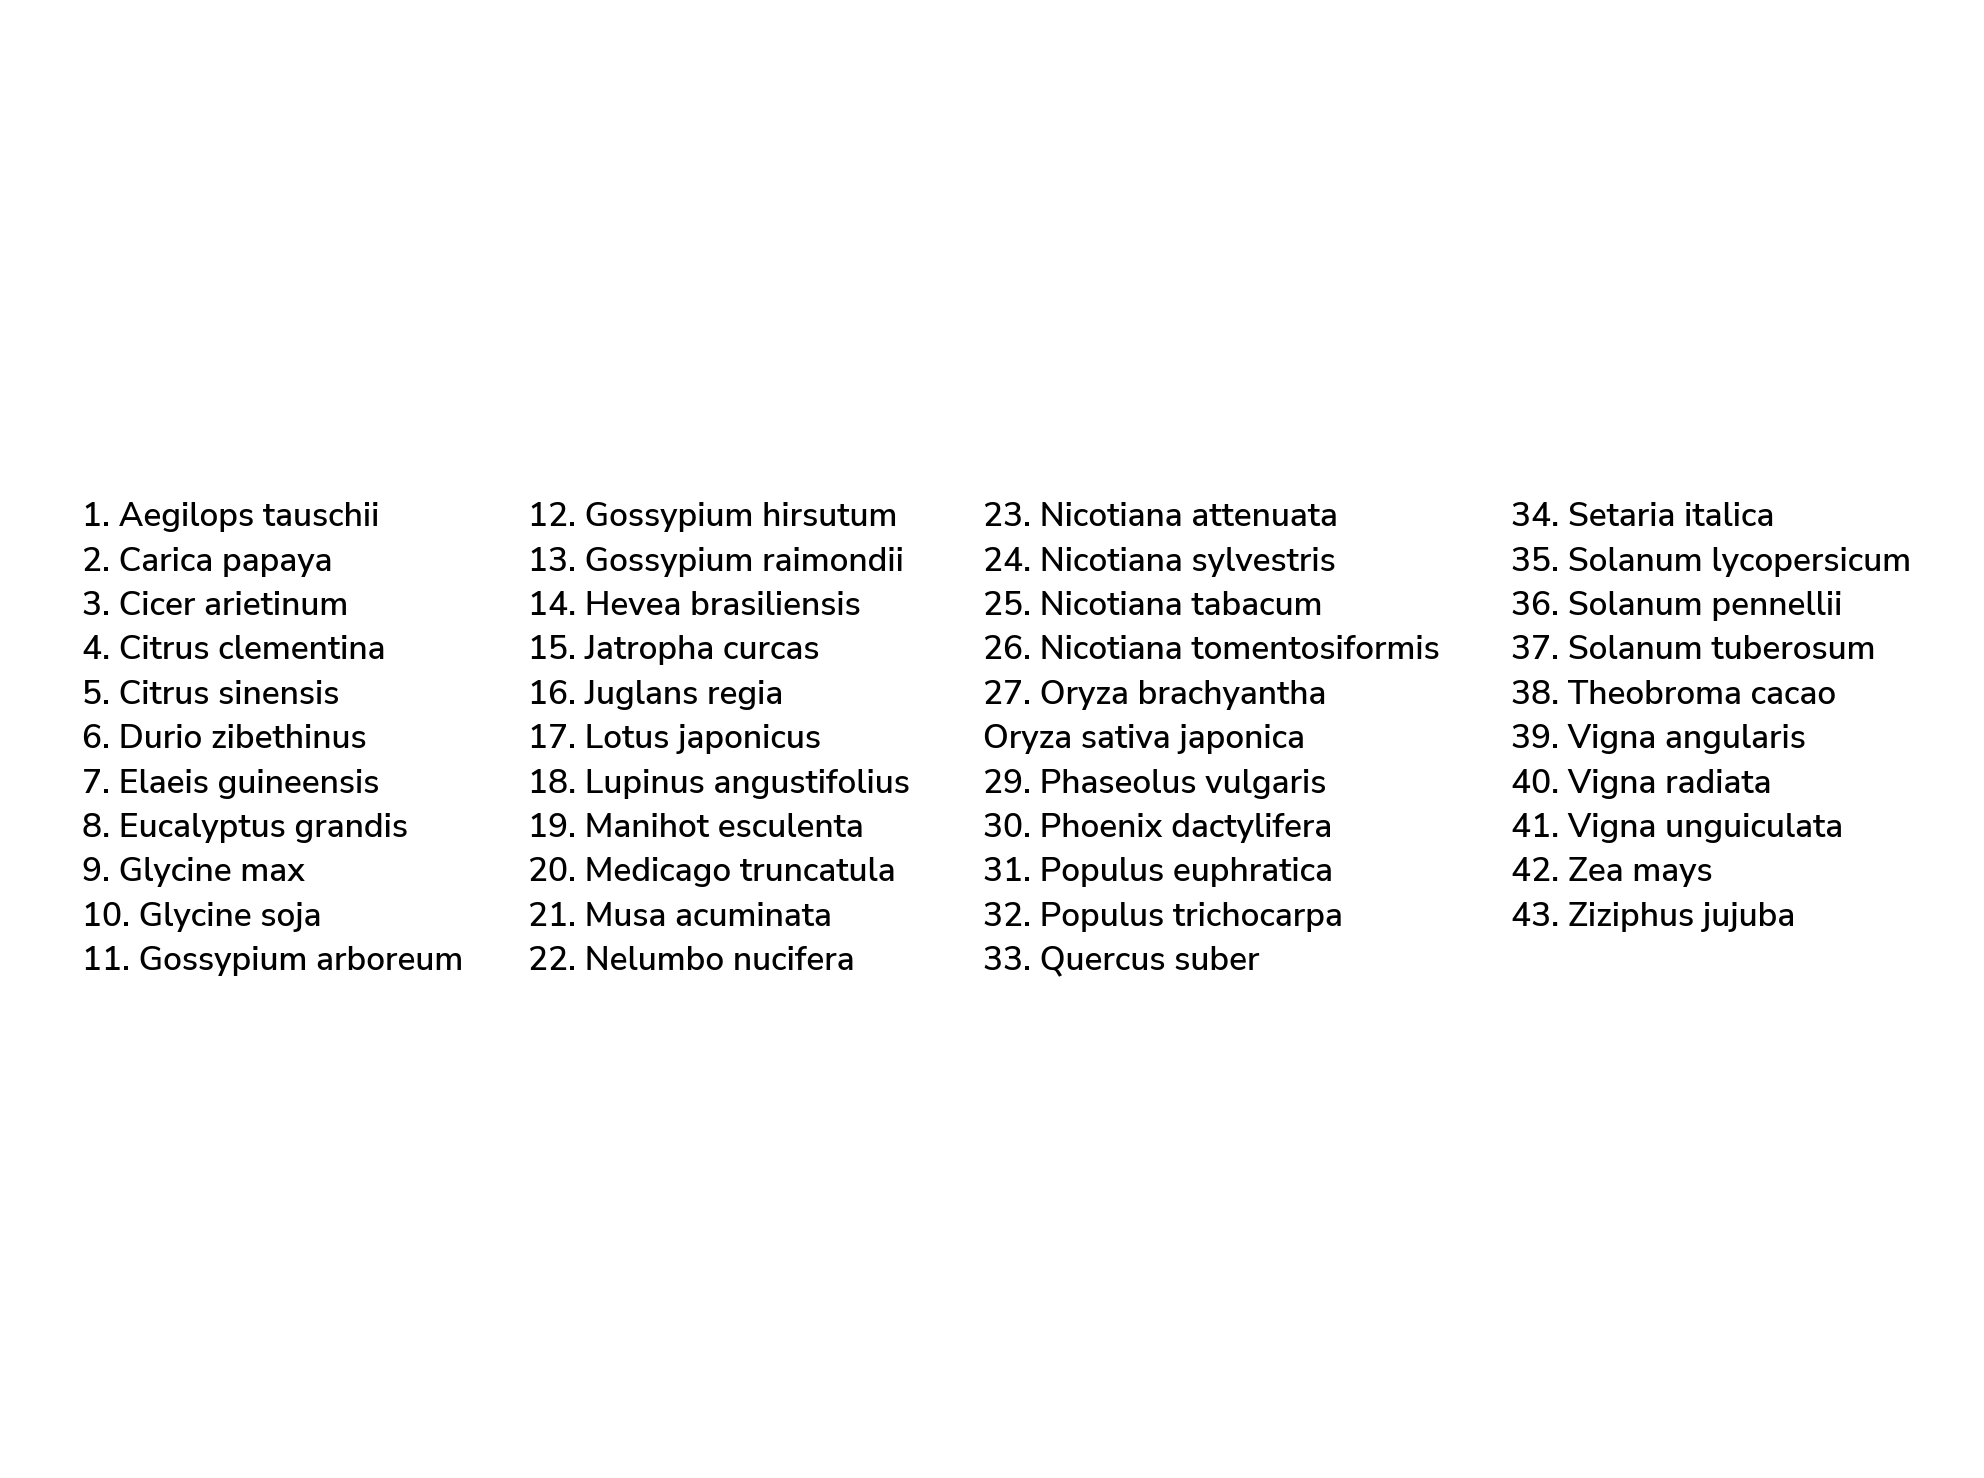 1. Aegilops tauschii
2. Carica papaya
3. Cicer arietinum
4. Citrus clementina
5. Citrus sinensis
6. Durio zibethinus
7. Elaeis guineensis
8. Eucalyptus grandis
9. Glycine max
10. Glycine soja
11. Gossypium arboreum
12. Gossypium hirsutum
13. Gossypium raimondii
14. Hevea brasiliensis
15. Jatropha curcas
16. Juglans regia
17. Lotus japonicus
18. Lupinus angustifolius
19. Manihot esculenta
20. Medicago truncatula
21. Musa acuminata
22. Nelumbo nucifera
23. Nicotiana attenuata
24. Nicotiana sylvestris
25. Nicotiana tabacum
26. Nicotiana tomentosiformis
27. Oryza brachyantha
Oryza sativa japonica
29. Phaseolus vulgaris
30. Phoenix dactylifera
31. Populus euphratica
32. Populus trichocarpa
33. Quercus suber
34. Setaria italica
35. Solanum lycopersicum
36. Solanum pennellii
37. Solanum tuberosum
38. Theobroma cacao
39. Vigna angularis
40. Vigna radiata
41. Vigna unguiculata
42. Zea mays
43. Ziziphus jujuba